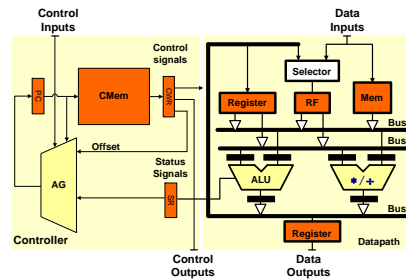 Control
Inputs
Data
Inputs
Control
signals
Selector
PC
CMem
CWR
Register
RF
Mem
Bus
Offset
Bus
Status
Signals
AG
SR
ALU
*/÷
Bus
Controller
Register
Datapath
Control
Outputs
Data
Outputs